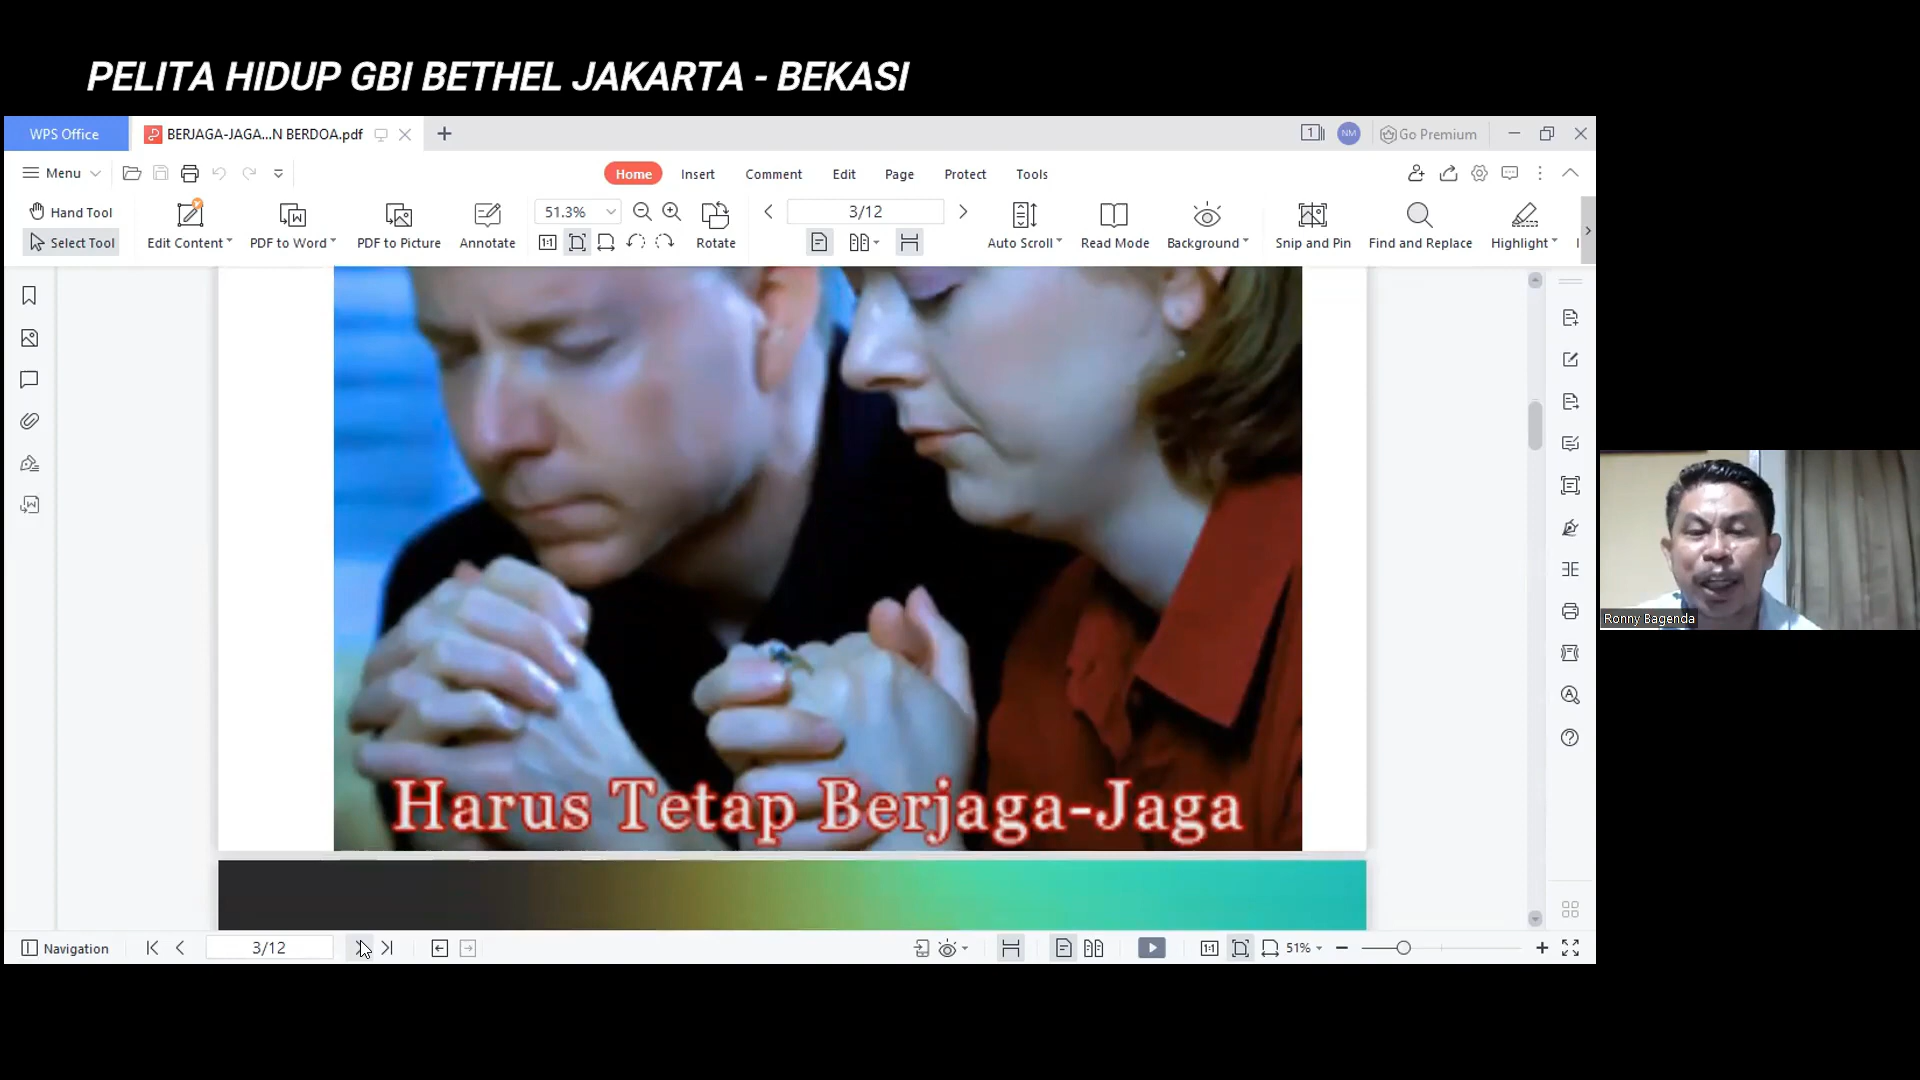 PELITA HIDUP GBI BETHEL JAKARTA - BEKASI
WPS Office
BERJAGA-JAGA...N BERDOA.pdf
1
NM
Go Premium
Menu
Home
Insert
Comment
Edit
Page
Protect
Tools
Hand Tool
Select Tool
Edit Content
PDF to Word
PDF to Picture
Annotate
51.3%
Rotate
3/12
Auto Scroll
Read Mode
Background
Snip and Pin
Find and Replace
Highlight
Harus Tetap Berjaga-Jaga
Ronny Bagenda
Navigation
3/12
51%